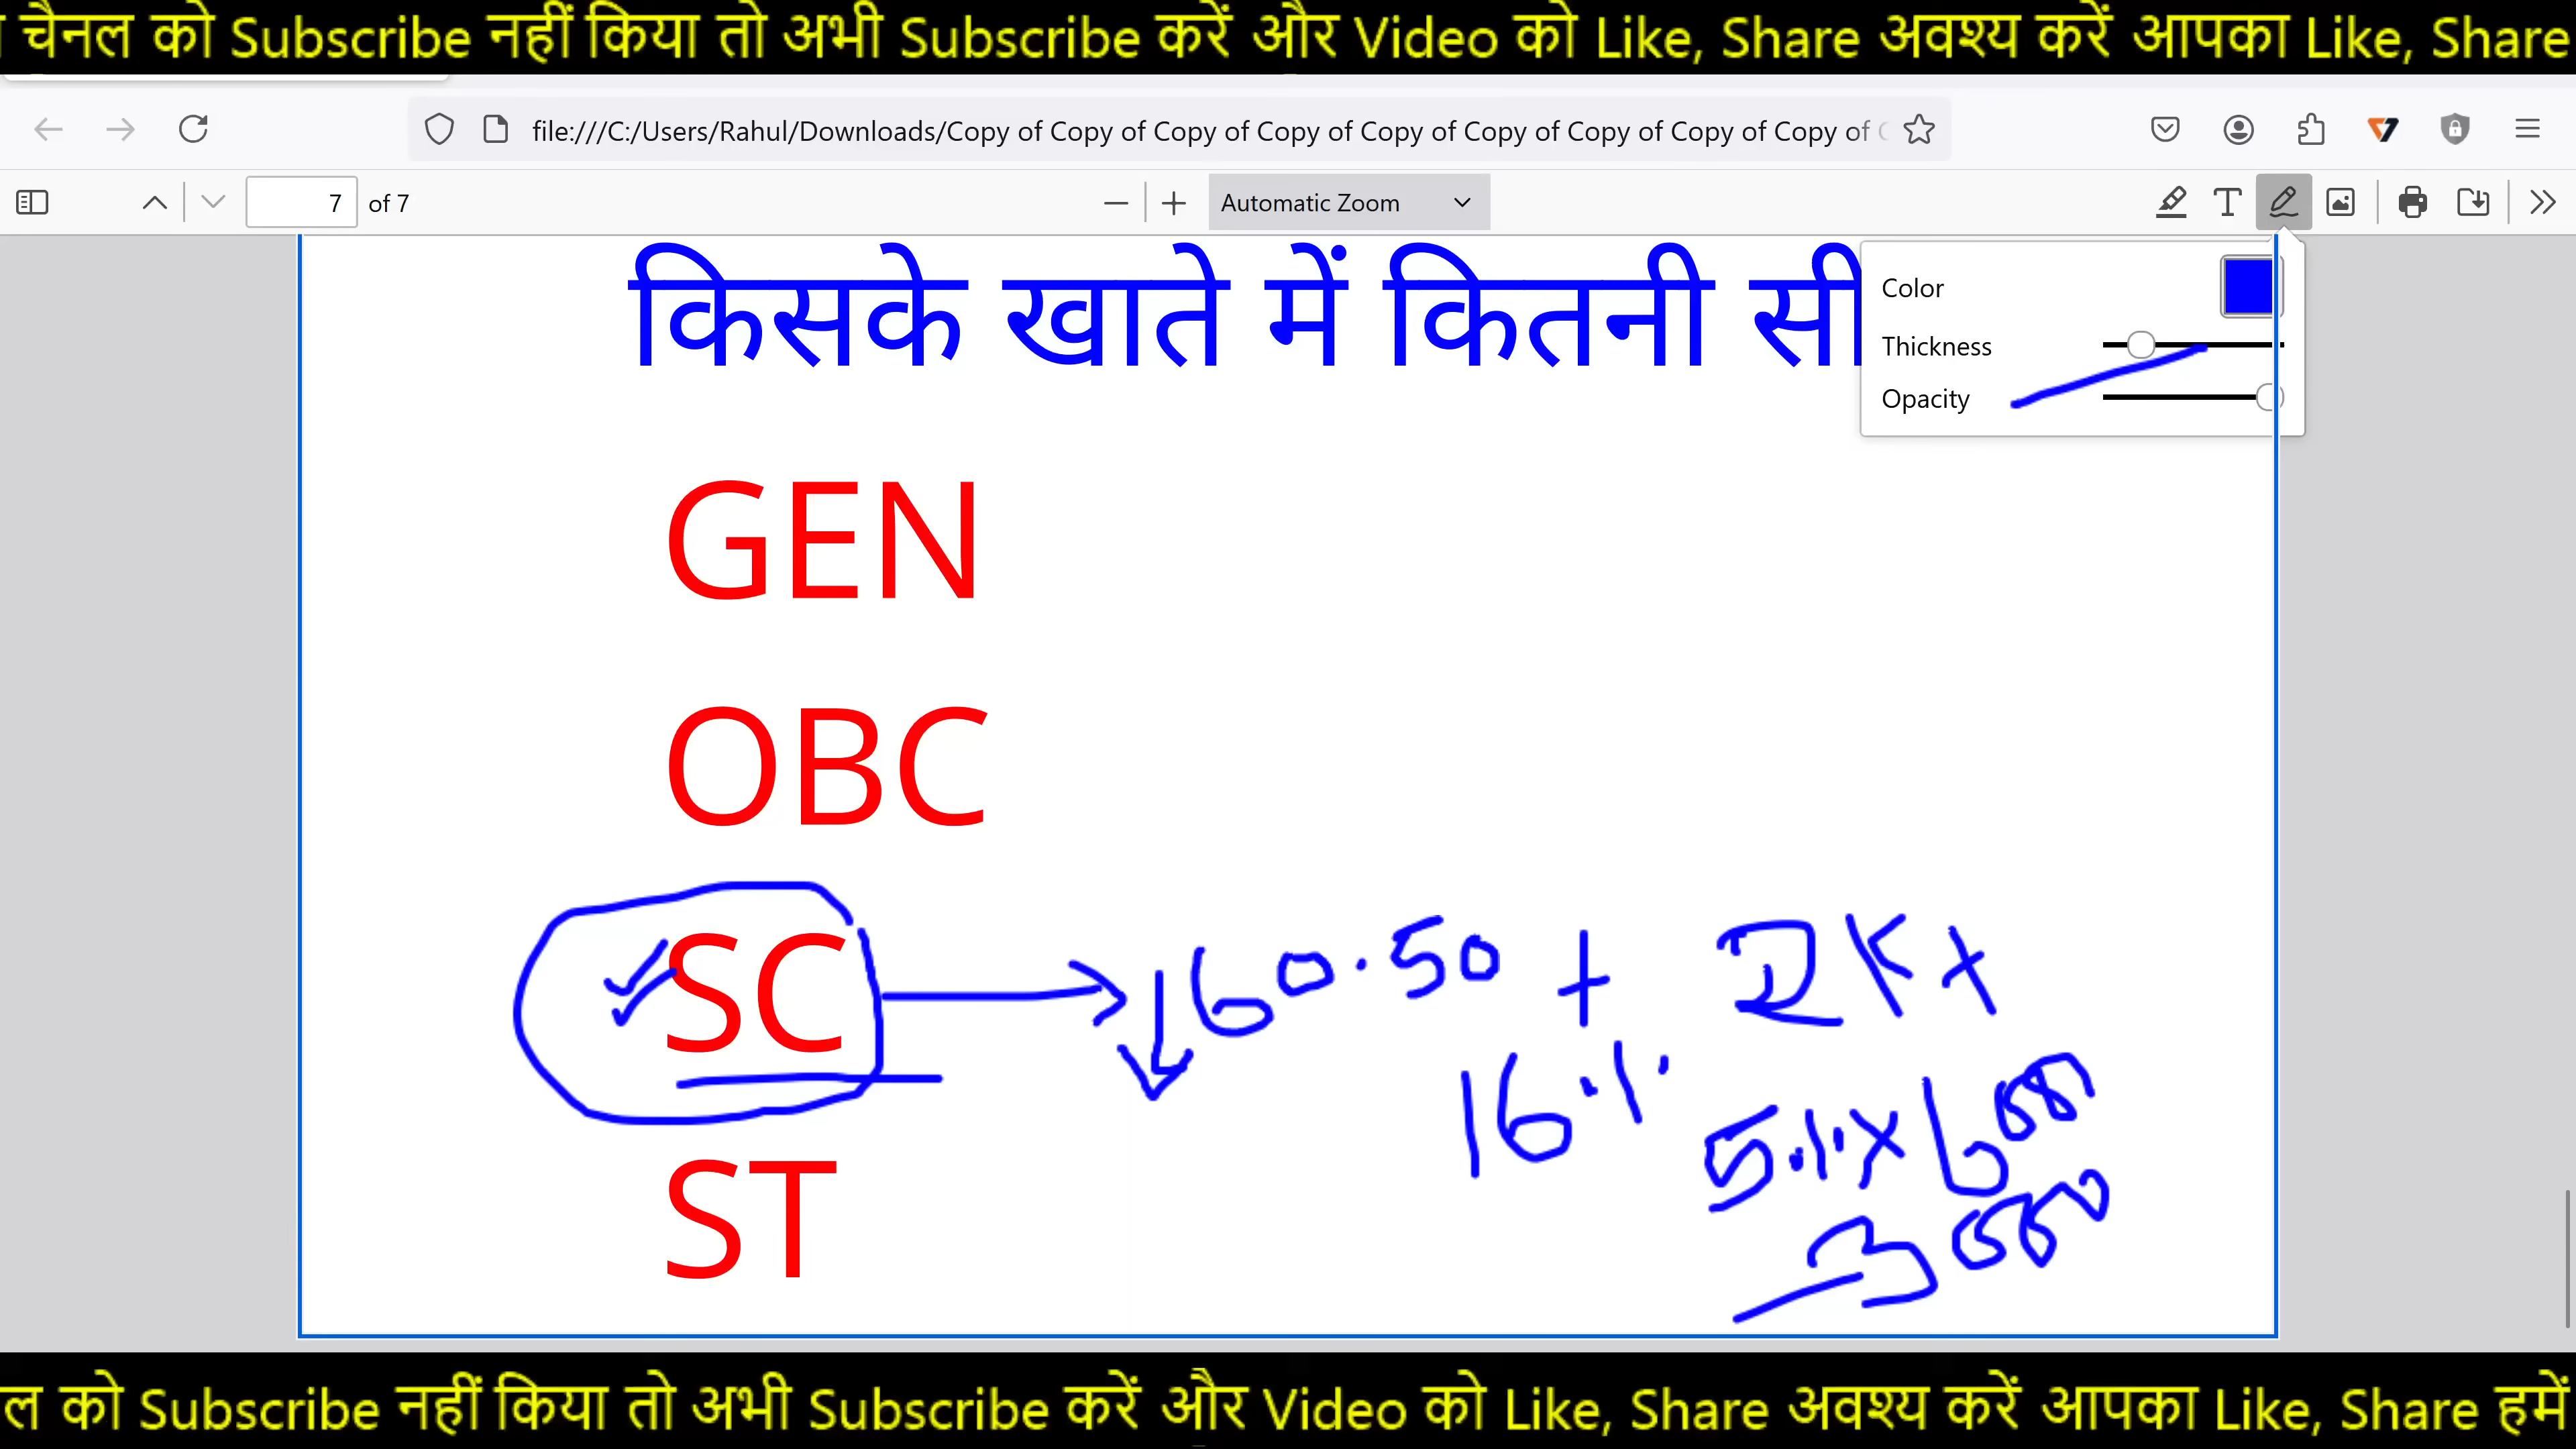 चैनल को Subscribe नहीं किया तो अभी Subscribe करें और Video को Like, Share अवश्य करें आपका Like, Share
file:///C:/Users/Rahul/Downloads/Copy of Copy of Copy of Copy of Copy of Copy of Copy of Copy of Copy of
7 of 7
Automatic Zoom
किसके खाते में कितनी सी
Color
Thickness
Opacity
GEN
OBC
SC 60.50 + 2K+
16%
5% x 6000
3000
ST
ल को Subscribe नहीं किया तो अभी Subscribe करें और Video को Like, Share अवश्य करें आपका Like, Share हमें